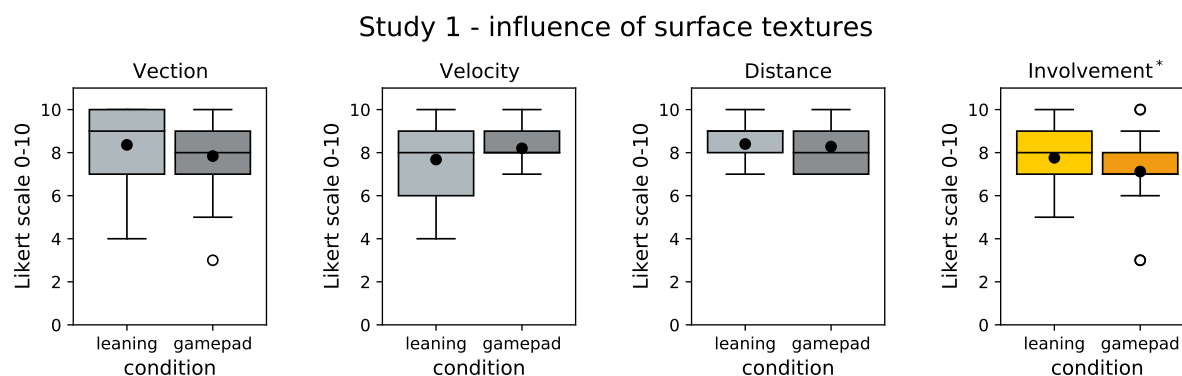 Study 1 - influence of surface textures
Vection
Velocity
Distance
Involvement*
Likert scale 0-10
10
8
6
4
2
0
leaning gamepad
condition
Likert scale 0-10
10
8
6
4
2
0
leaning gamepad
condition
Likert scale 0-10
10
8
6
4
2
0
leaning gamepad
condition
Likert scale 0-10
10
8
6
4
2
0
leaning gamepad
condition